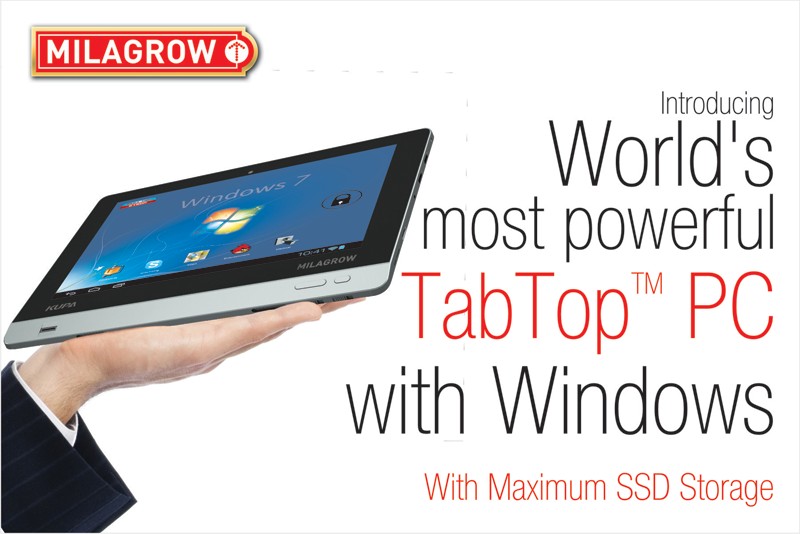 MILAGROW
Introducing
World's
most powerful
TabTop™ PC
with Windows
With Maximum SSD Storage
Windows 7
10:41
MILAGROW
KUPA